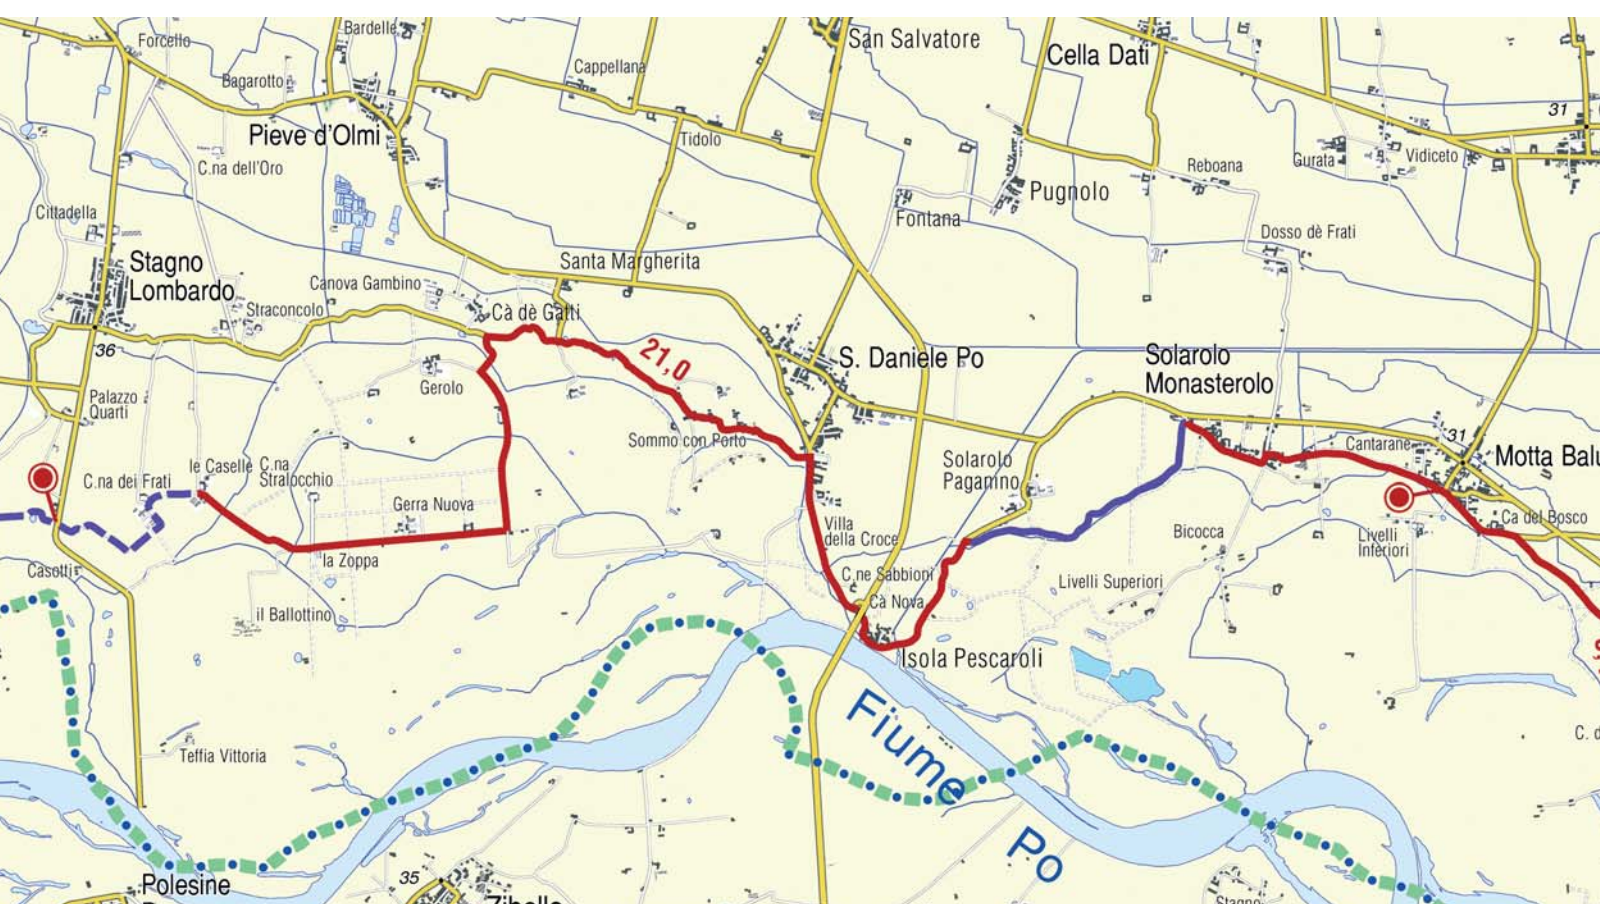 Forcello
Bardelle
San Salvatore
Cella Dati
Cappellana
Bagarotto
31
Pieve d'Olmi
Tidolo
Gurata
Vidiceto
C.na dell'Oro
Reboana
Pugnolo
Cittadella
Fontana
Dosso dè Frati
Stagno
Lombardo
Santa Margherita
Canova Gambino
Straconcolo
Cà dè Gatti
36
21,0
S. Daniele Po
Solarolo
Monasterolo
Gerolo
Palazzo
Quarti
Sommo con Porto
Cantarane
31
Motta Balu
le Caselle
C.na
Stralocchio
C.na dei Frati
Solarolo
Paganino
Gerra Nuova
Villa
della Croce
Ca del Bosco
Bicocca
Livelli
Inferiori
la Zoppa
Casotti
C.ne Sabbioni
Livelli Superiori
Cà Nova
il Ballottino
Isola Pescaroli
9
Fiume
Po
C. d
Teffia Vittoria
35
Polesine
Zibello
Stagno